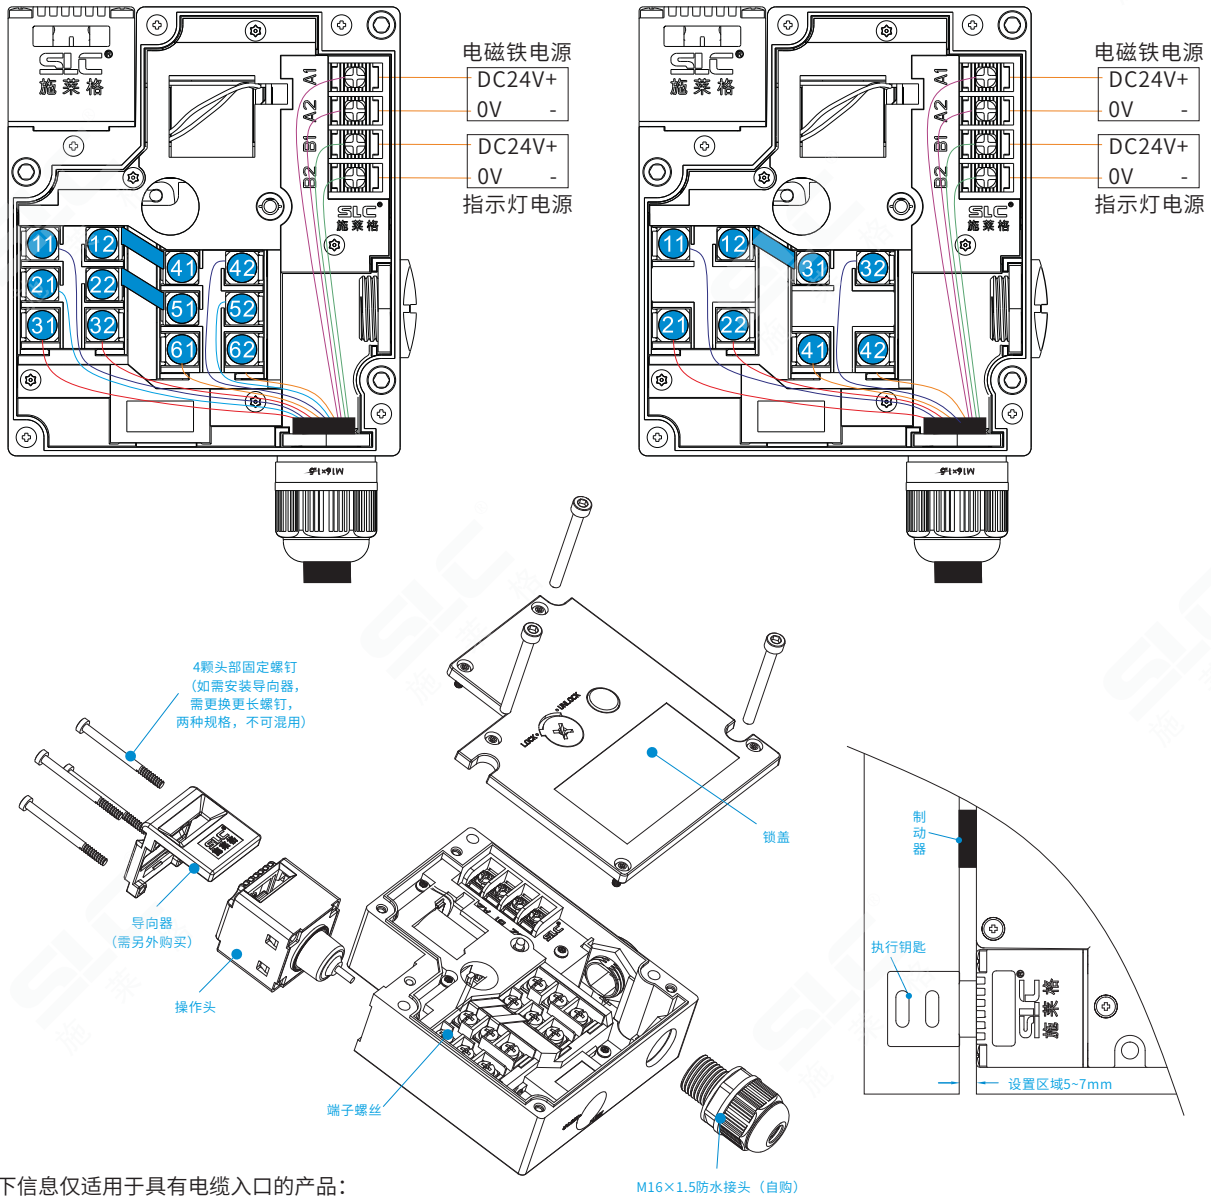 SLC®
施莱格
A1
A2
B1
B2
电磁铁电源
DC24V+
0V -
DC24V+
0V -
指示灯电源
SLC
施莱格
11 12 41 42
21 22 51 52
31 32 61 62
M16×1.5
SLC®
施莱格
A1
A2
B1
B2
电磁铁电源
DC24V+
0V -
DC24V+
0V -
指示灯电源
SLC
施莱格
11 12 31 32
21 22 41 42
M16×1.5
4颗头部固定螺钉
（如需安装导向器，
需更换更长螺钉，
两种规格，不可混用）
LOCK
UNLOCK
锁盖
SLC
施莱格
导向器
（需另外购买）
操作头
端子螺丝
M16×1.5防水接头（自购）
制动器
执行钥匙
SLC®
施莱格
设置区域5~7mm
下信息仅适用于具有电缆入口的产品：